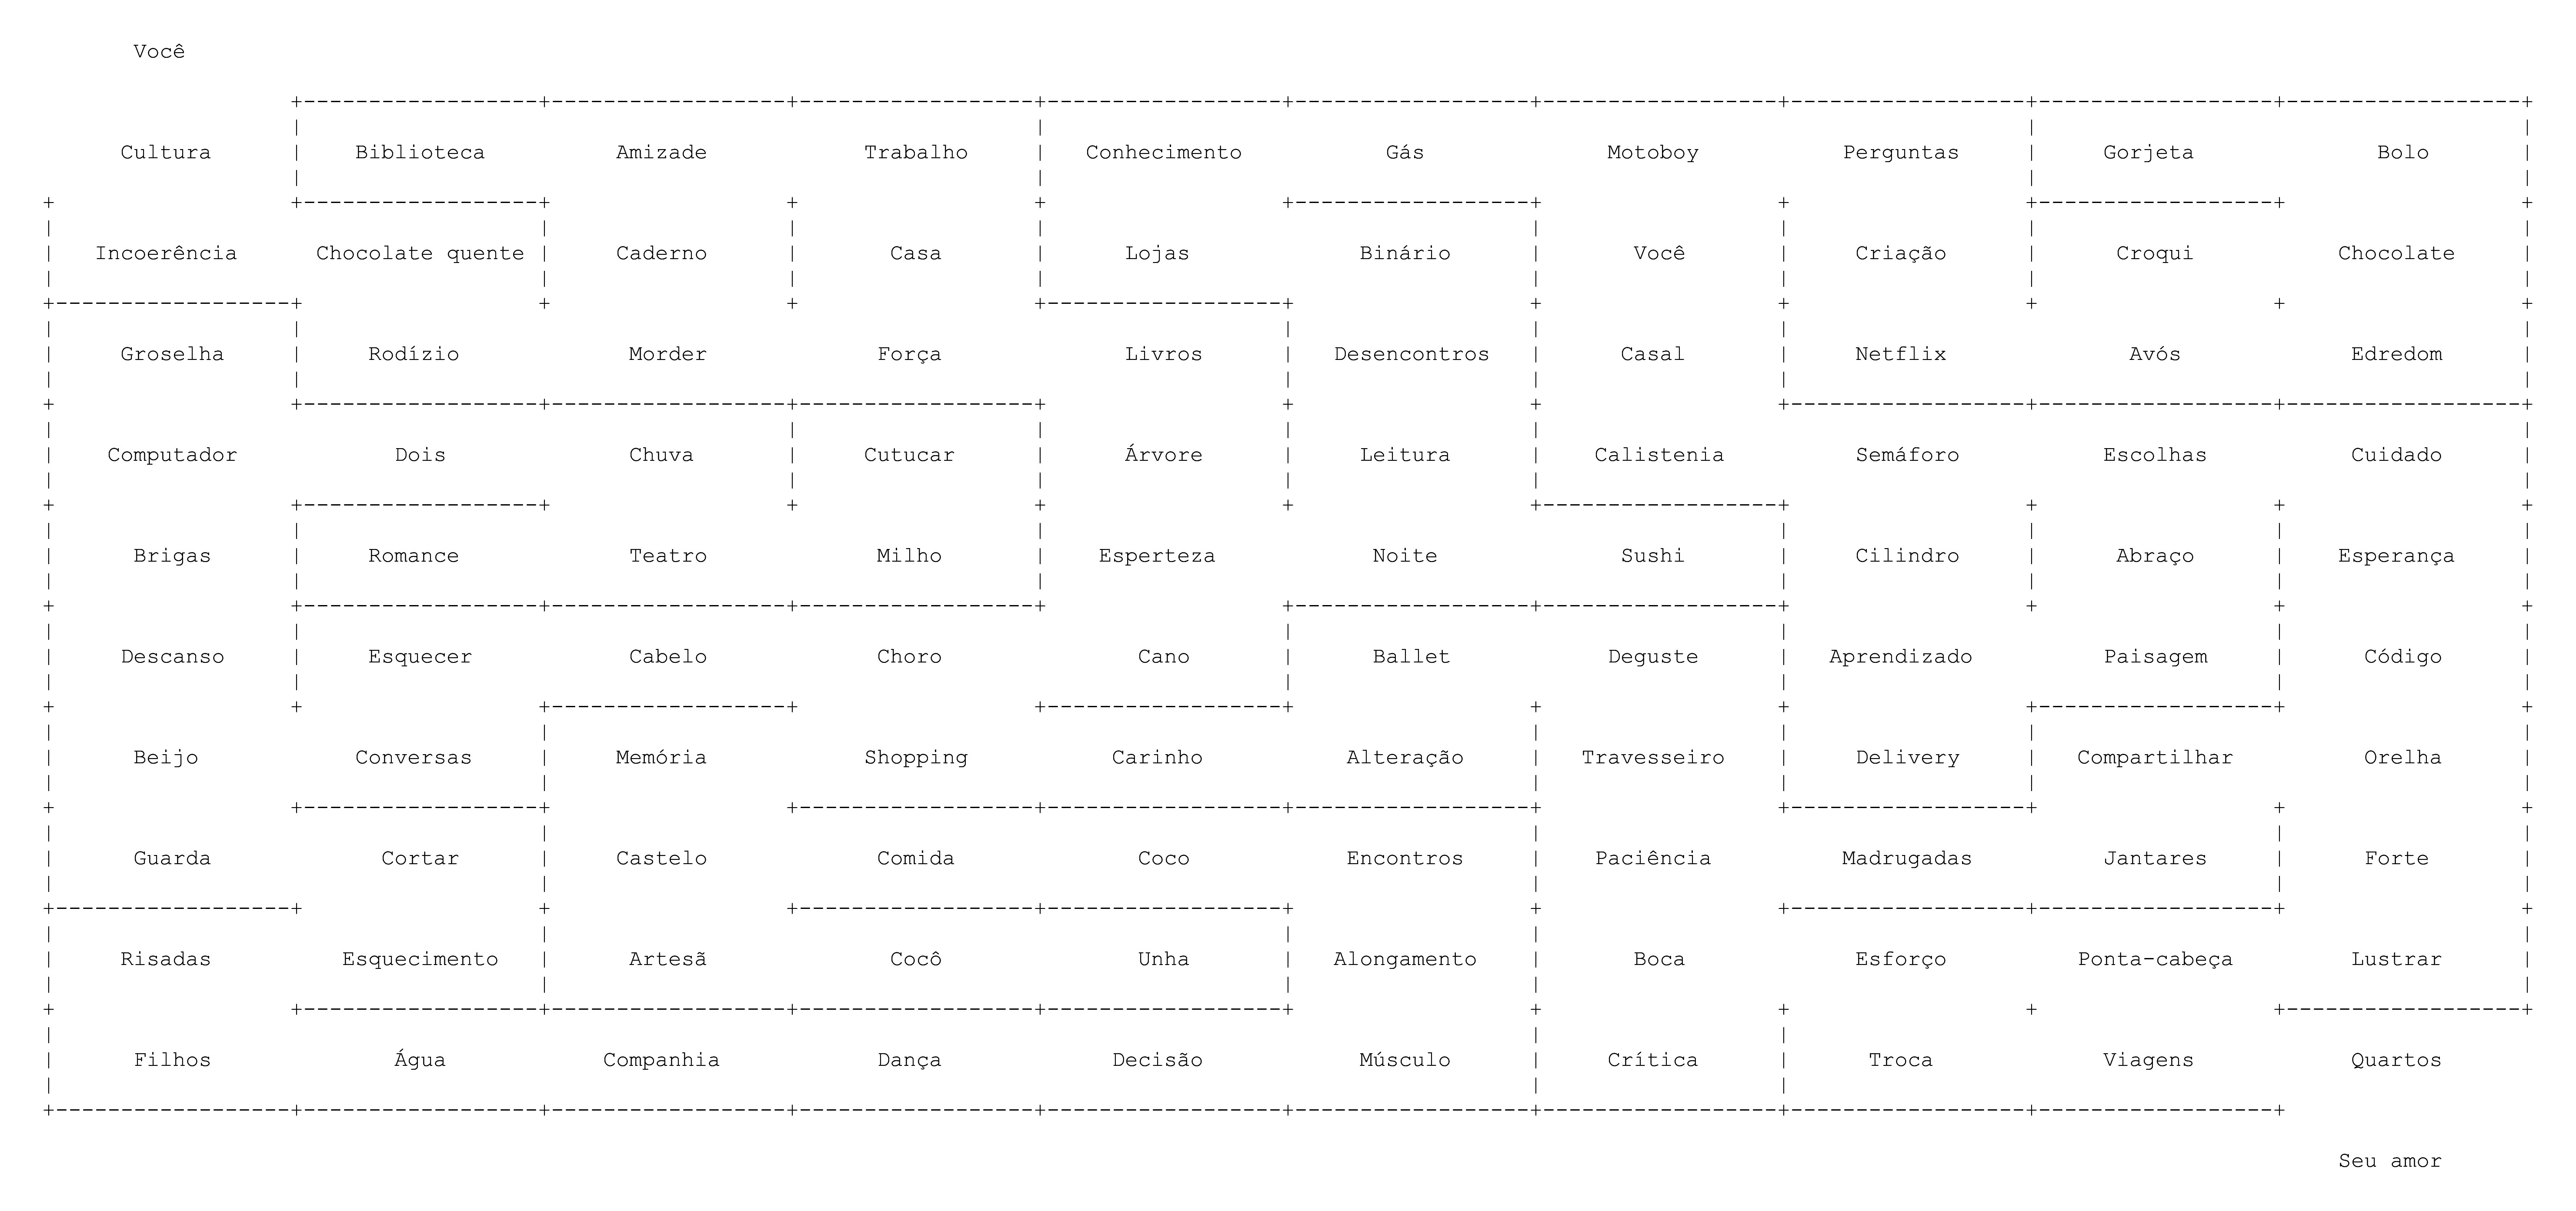 Você
Cultura Biblioteca Amizade Trabalho Conhecimento Gás Motoboy Perguntas Gorjeta Bolo
Incoerência Chocolate quente Caderno Casa Lojas Binário Você Criação Croqui Chocolate
Groselha Rodízio Morder Força Livros Desencontros Casal Netflix Avós Edredom
Computador Dois Chuva Cutucar Árvore Leitura Calistenia Semáforo Escolhas Cuidado
Brigas Romance Teatro Milho Esperteza Noite Sushi Cilindro Abraço Esperança
Descanso Esquecer Cabelo Choro Cano Ballet Deguste Aprendizado Paisagem Código
Beijo Conversas Memória Shopping Carinho Alteração Travesseiro Delivery Compartilhar Orelha
Guarda Cortar Castelo Comida Coco Encontros Paciência Madrugadas Jantares Forte
Risadas Esquecimento Artesã Cocô Unha Alongamento Boca Esforço Ponta-cabeça Lustrar
Filhos Água Companhia Dança Decisão Músculo Crítica Troca Viagens Quartos
Seu amor